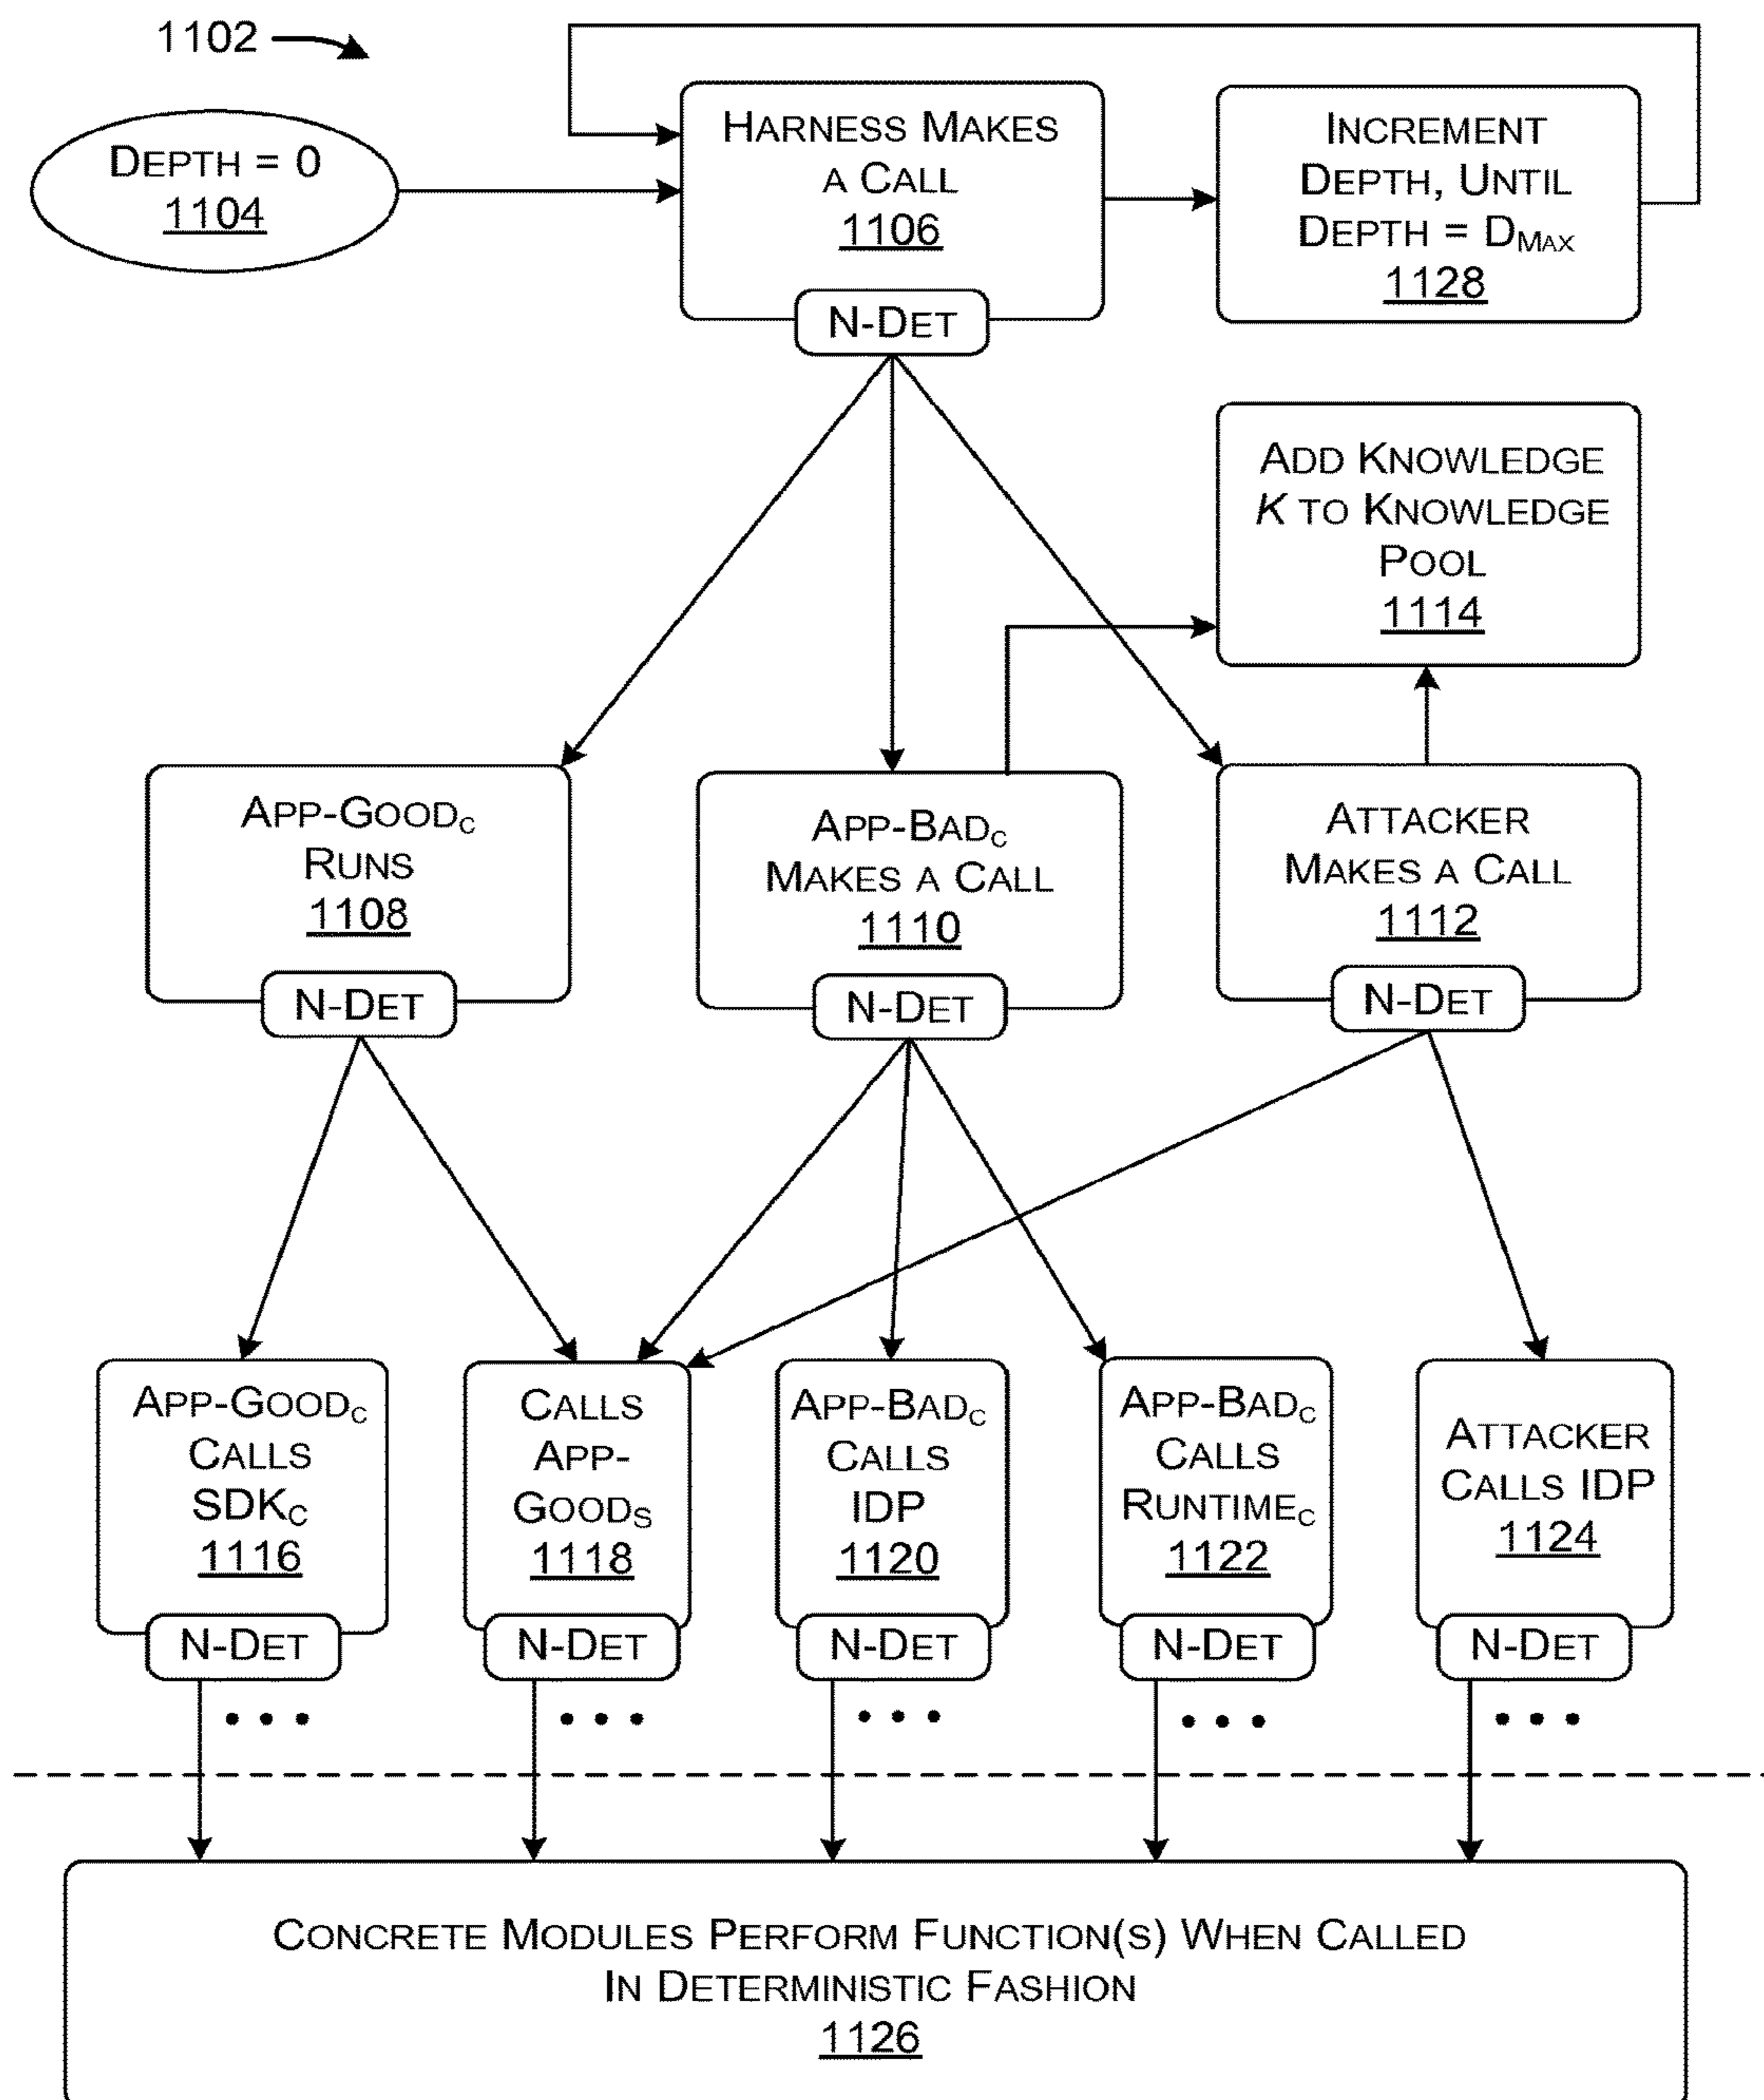 1102
DEPTH = 0
1104
HARNESS MAKES
A CALL
1106
N-DET
INCREMENT
DEPTH, UNTIL
DEPTH = DMAX
1128
ADD KNOWLEDGE
K TO KNOWLEDGE
POOL
1114
APP-GOODC
RUNS
1108
N-DET
APP-BADC
MAKES A CALL
1110
N-DET
ATTACKER
MAKES A CALL
1112
N-DET
APP-GOODC
CALLS
SDKC
1116
N-DET
CALLS
APP-
GOODS
1118
N-DET
APP-BADC
CALLS
IDP
1120
N-DET
APP-BADC
CALLS
RUNTIMEC
1122
N-DET
ATTACKER
CALLS IDP
1124
N-DET
CONCRETE MODULES PERFORM FUNCTION(S) WHEN CALLED
IN DETERMINISTIC FASHION
1126